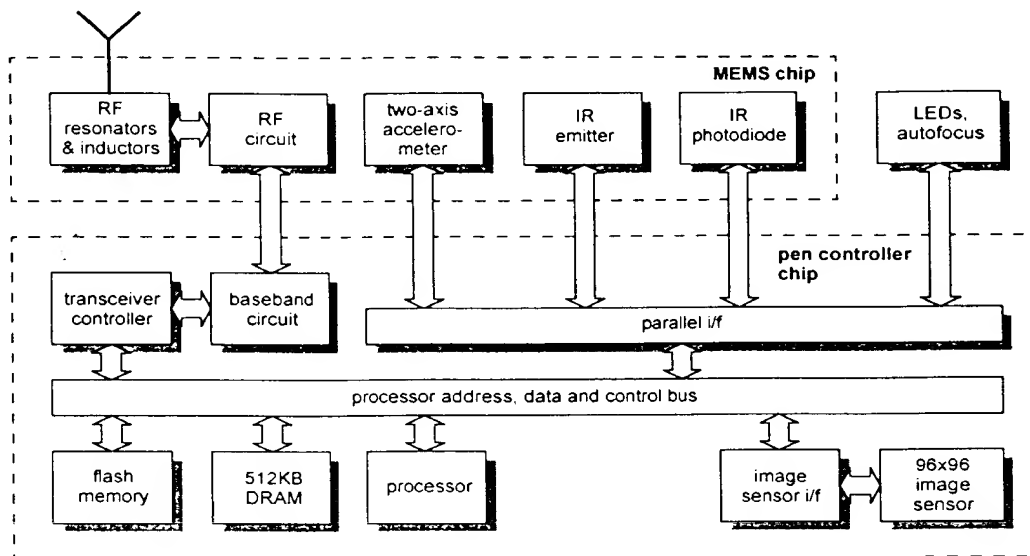 MEMS chip
RF
resonators
& inductors
RF
circuit
two-axis
accelero-
meter
IR
emitter
IR
photodiode
LEDs,
autofocus
pen controller
chip
transceiver
controller
baseband
circuit
parallel i/f
processor address, data and control bus
flash
memory
512KB
DRAM
processor
image
sensor i/f
96x96
image
sensor